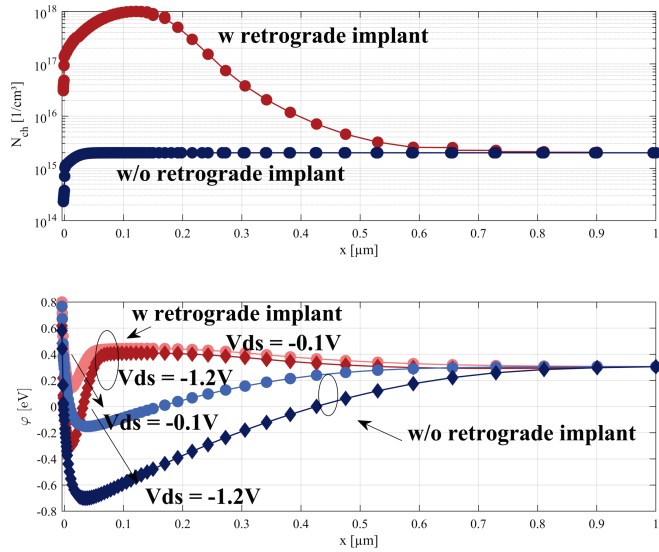 10^18
w retrograde implant
10^17
N_ch [1/cm³]
10^16
10^15
w/o retrograde implant
10^14
0 0.1 0.2 0.3 0.4 0.5 0.6 0.7 0.8 0.9 1
x [µm]
0.8
w retrograde implant
0.6
Vds = -0.1V
0.4
Vds = -1.2V
0.2
Vds = -0.1V
0
φ [eV]
w/o retrograde implant
-0.2
-0.4
-0.6
Vds = -1.2V
-0.8
0 0.1 0.2 0.3 0.4 0.5 0.6 0.7 0.8 0.9 1
x [µm]